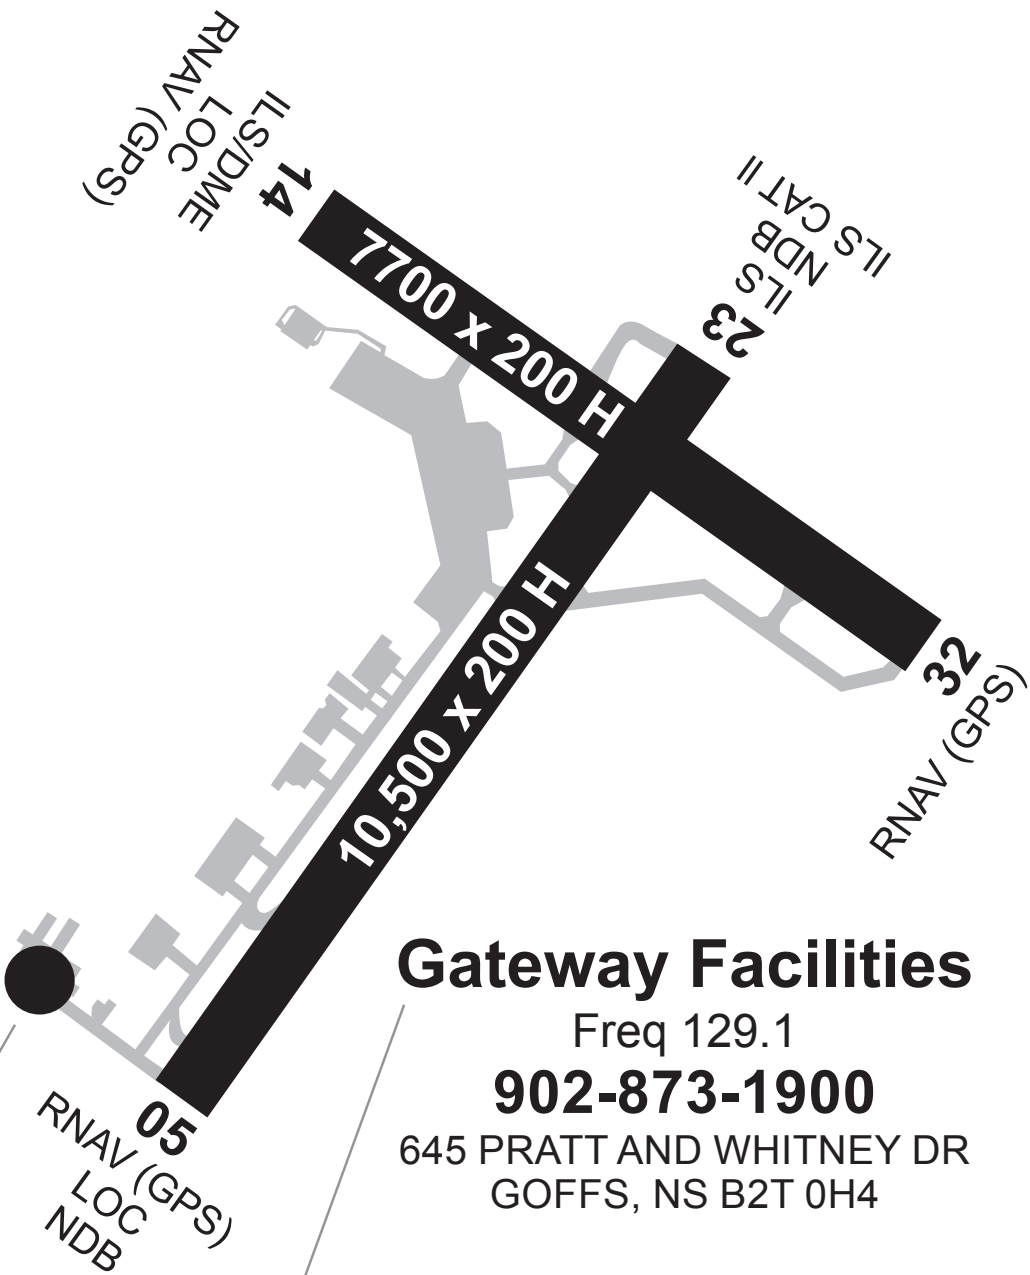 RNAV (GPS)
LOC
ILS/DME
14
ILS CAT II
NDB
ILS
23
7700 x 200 H
10,500 x 200 H
32
RNAV (GPS)
Gateway Facilities
Freq 129.1
902-873-1900
645 PRATT AND WHITNEY DR
GOFFS, NS B2T 0H4
05
RNAV (GPS)
LOC
NDB